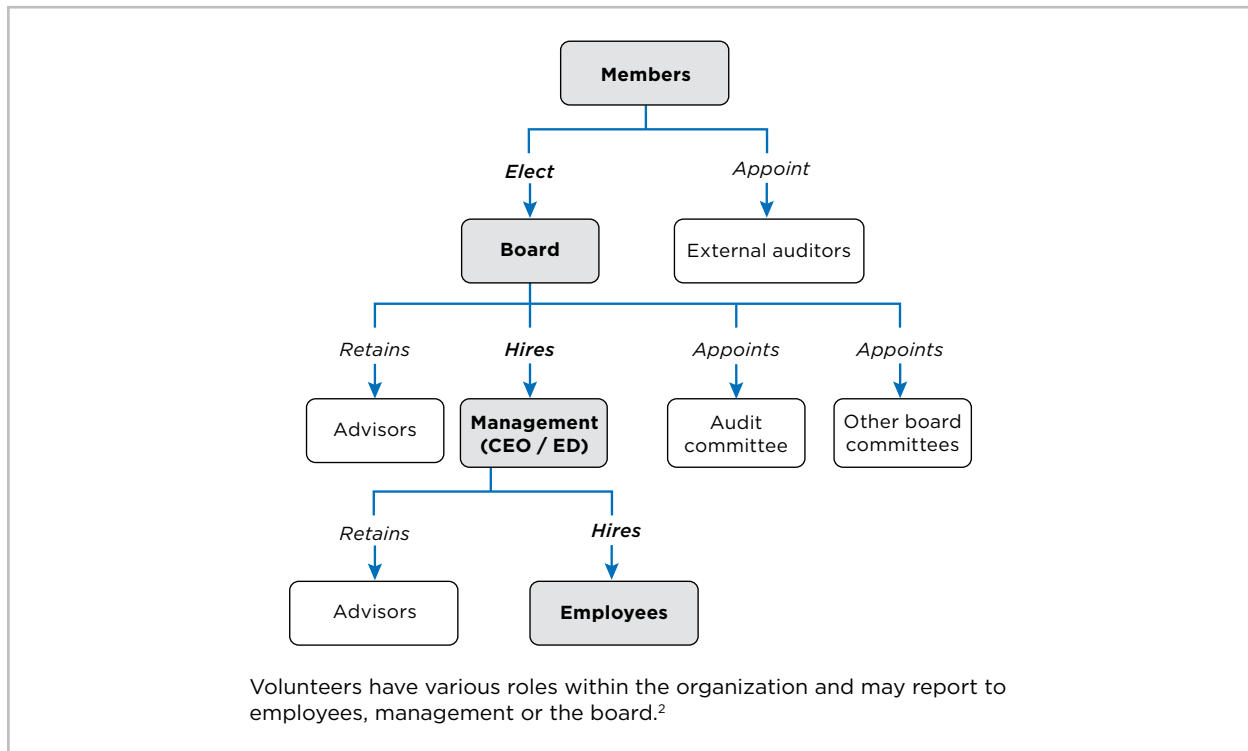 Members
Elect
Appoint
Board
External auditors
Retains
Hires
Appoints
Appoints
Advisors
Management
(CEO / ED)
Audit
committee
Other board
committees
Retains
Hires
Advisors
Employees
Volunteers have various roles within the organization and may report to
employees, management or the board.²